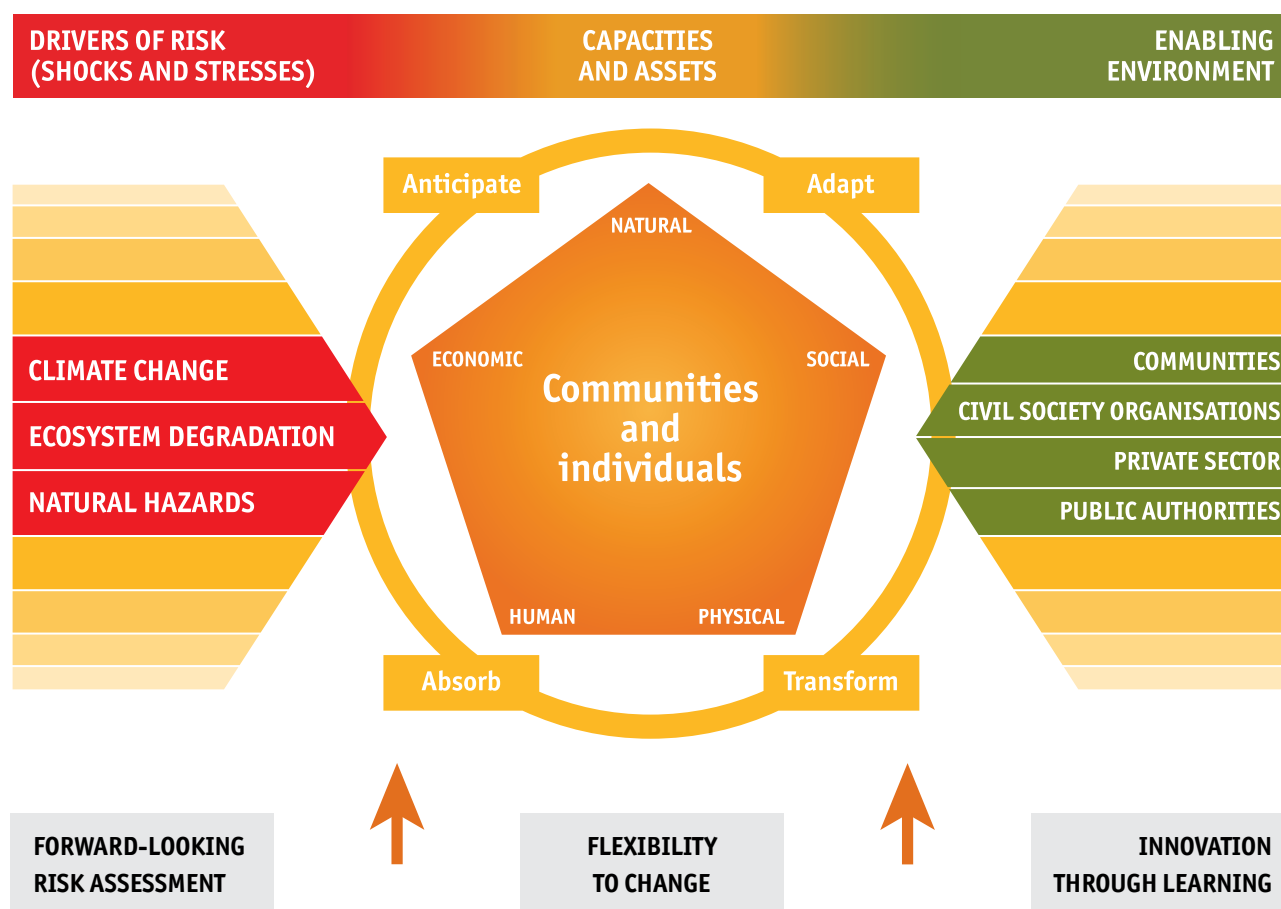 DRIVERS OF RISK
(SHOCKS AND STRESSES)
CAPACITIES
AND ASSETS
ENABLING
ENVIRONMENT
Anticipate
Adapt
NATURAL
ECONOMIC
SOCIAL
Communities
and
individuals
HUMAN
PHYSICAL
Absorb
Transform
CLIMATE CHANGE
ECOSYSTEM DEGRADATION
NATURAL HAZARDS
COMMUNITIES
CIVIL SOCIETY ORGANISATIONS
PRIVATE SECTOR
PUBLIC AUTHORITIES
FORWARD-LOOKING
RISK ASSESSMENT
FLEXIBILITY
TO CHANGE
INNOVATION
THROUGH LEARNING